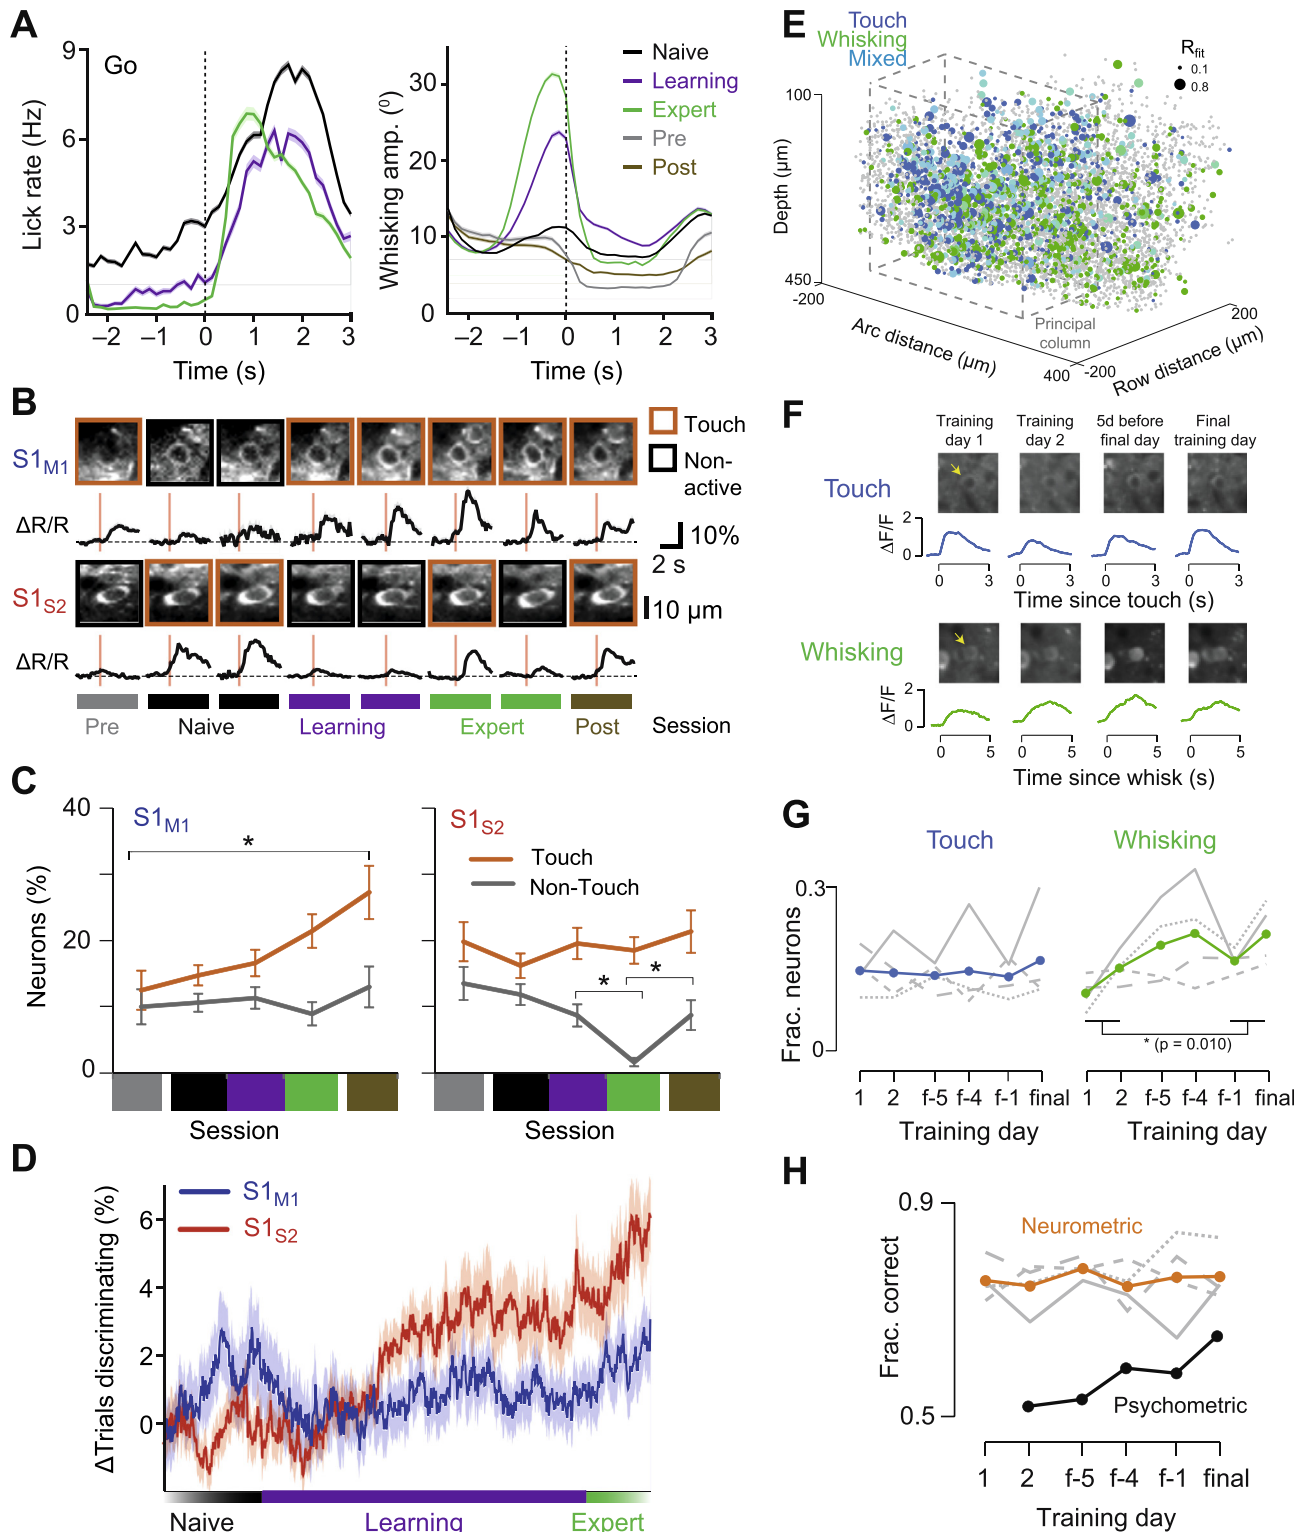 A
Go
Lick rate (Hz)
9
6
3
0
–2 –1 0 1 2 3
Time (s)
Whisking amp. (⁰)
30
20
10
0
–2 –1 0 1 2 3
Time (s)
Naive
Learning
Expert
Pre
Post
B
S1M1
ΔR/R
S1S2
ΔR/R
Touch
Non-
active
10%
2 s
10 μm
Pre Naive Learning Expert Post Session
C
Neurons (%)
40
20
0
S1M1
*
Session
S1S2
Touch
Non-Touch
* *
Session
D
ΔTrials discriminating (%)
6
4
2
0
S1M1
S1S2
Naive Learning Expert
E
Touch
Whisking
Mixed
Rfit
0.1
0.8
Depth (μm)
100
450
-200
Arc distance (μm)
400
-200
Row distance (μm)
200
Principal
column
F
Training
day 1
Training
day 2
5d before
final day
Final
training day
Touch
ΔF/F
2
0
0 3 0 3 0 3 0 3
Time since touch (s)
Whisking
ΔF/F
2
0
0 5 0 5 0 5 0 5
Time since whisk (s)
G
Touch
Frac. neurons
0.3
0
1 2 f-5 f-4 f-1 final
Training day
Whisking
* (p = 0.010)
1 2 f-5 f-4 f-1 final
Training day
H
Frac. correct
0.9
0.5
Neurometric
Psychometric
1 2 f-5 f-4 f-1 final
Training day